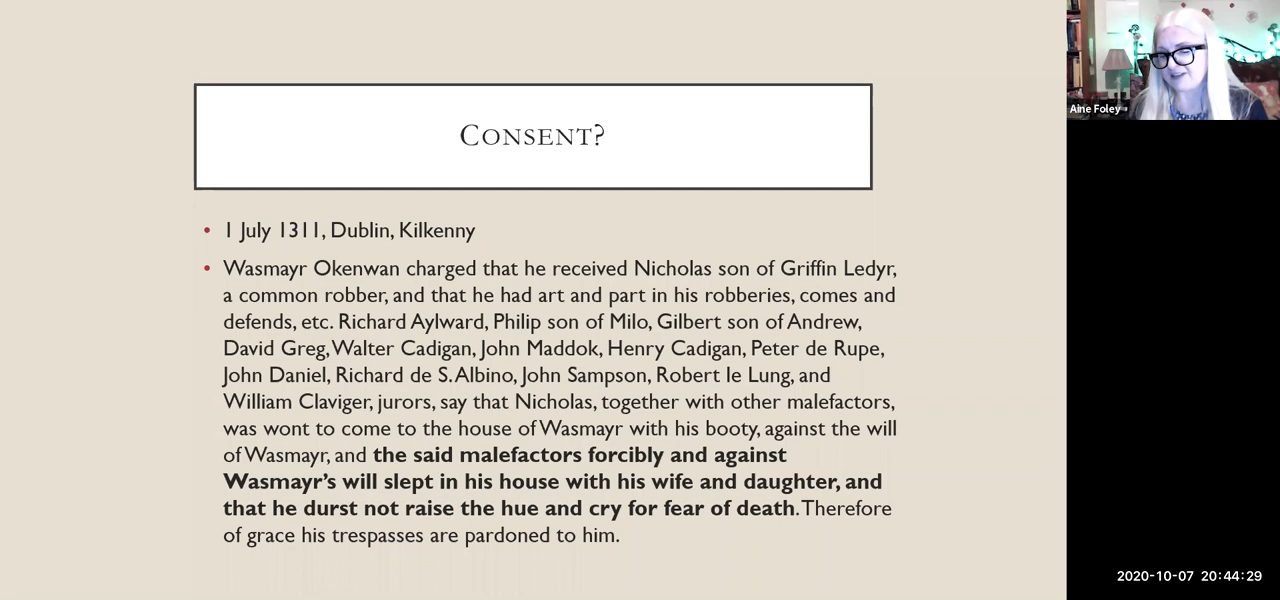 CONSENT?
• 1 July 1311, Dublin, Kilkenny
• Wasmayr Okenwan charged that he received Nicholas son of Griffin Ledyr,
a common robber, and that he had art and part in his robberies, comes and
defends, etc. Richard Aylward, Philip son of Milo, Gilbert son of Andrew,
David Greg, Walter Cadigan, John Maddok, Henry Cadigan, Peter de Rupe,
John Daniel, Richard de S. Albino, John Sampson, Robert le Lung, and
William Claviger, jurors, say that Nicholas, together with other malefactors,
was wont to come to the house of Wasmayr with his booty, against the will
of Wasmayr, and the said malefactors forcibly and against
Wasmayr’s will slept in his house with his wife and daughter, and
that he durst not raise the hue and cry for fear of death. Therefore
of grace his trespasses are pardoned to him.
Aine Foley
2020-10-07 20:44:29